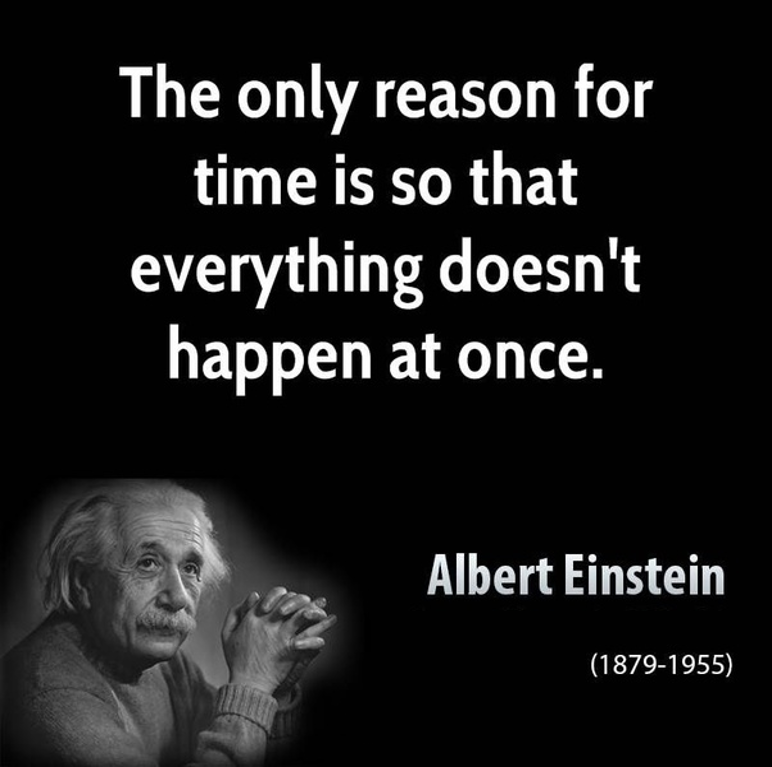 The only reason for
time is so that
everything doesn't
happen at once.
Albert Einstein
(1879-1955)